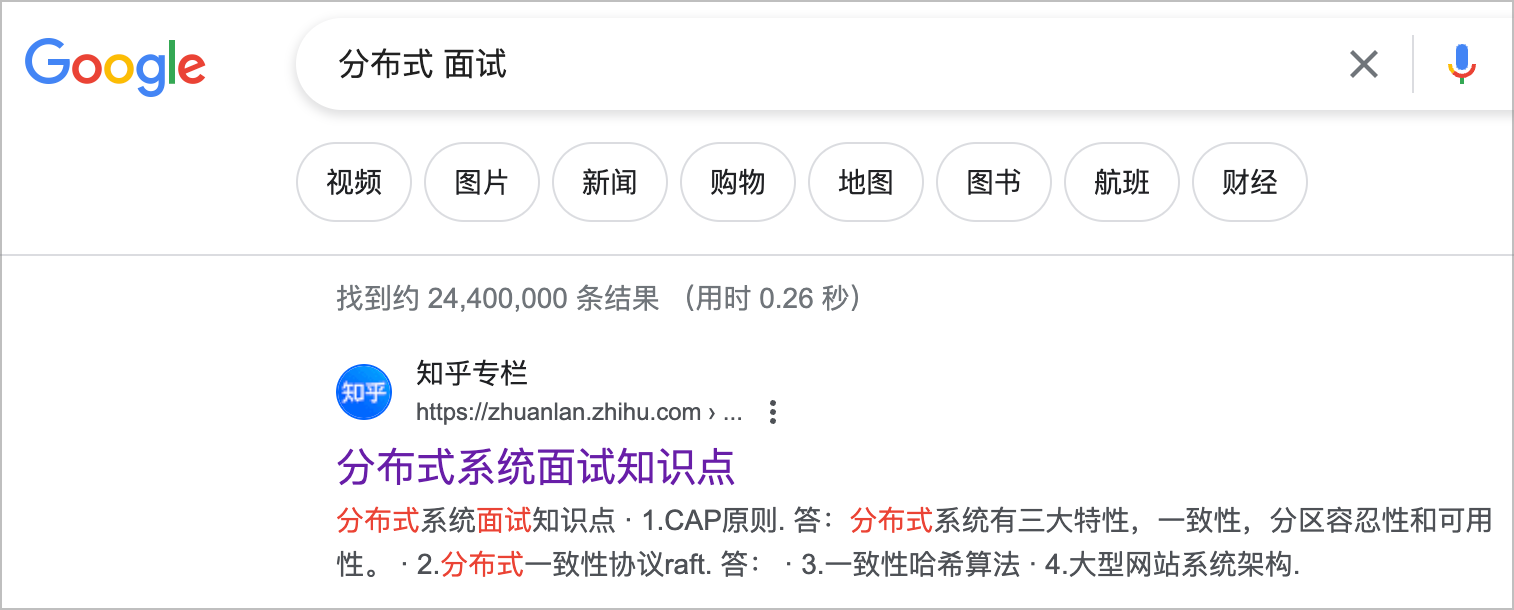 Google
分布式 面试
视频 图片 新闻 购物 地图 图书 航班 财经
找到约 24,400,000 条结果 （用时 0.26 秒）
知乎
知乎专栏
https://zhuanlan.zhihu.com › ...
分布式系统面试知识点
分布式系统面试知识点 · 1.CAP原则. 答：分布式系统有三大特性，一致性，分区容忍性和可用
性。 · 2.分布式一致性协议raft. 答： · 3.一致性哈希算法 · 4.大型网站系统架构.